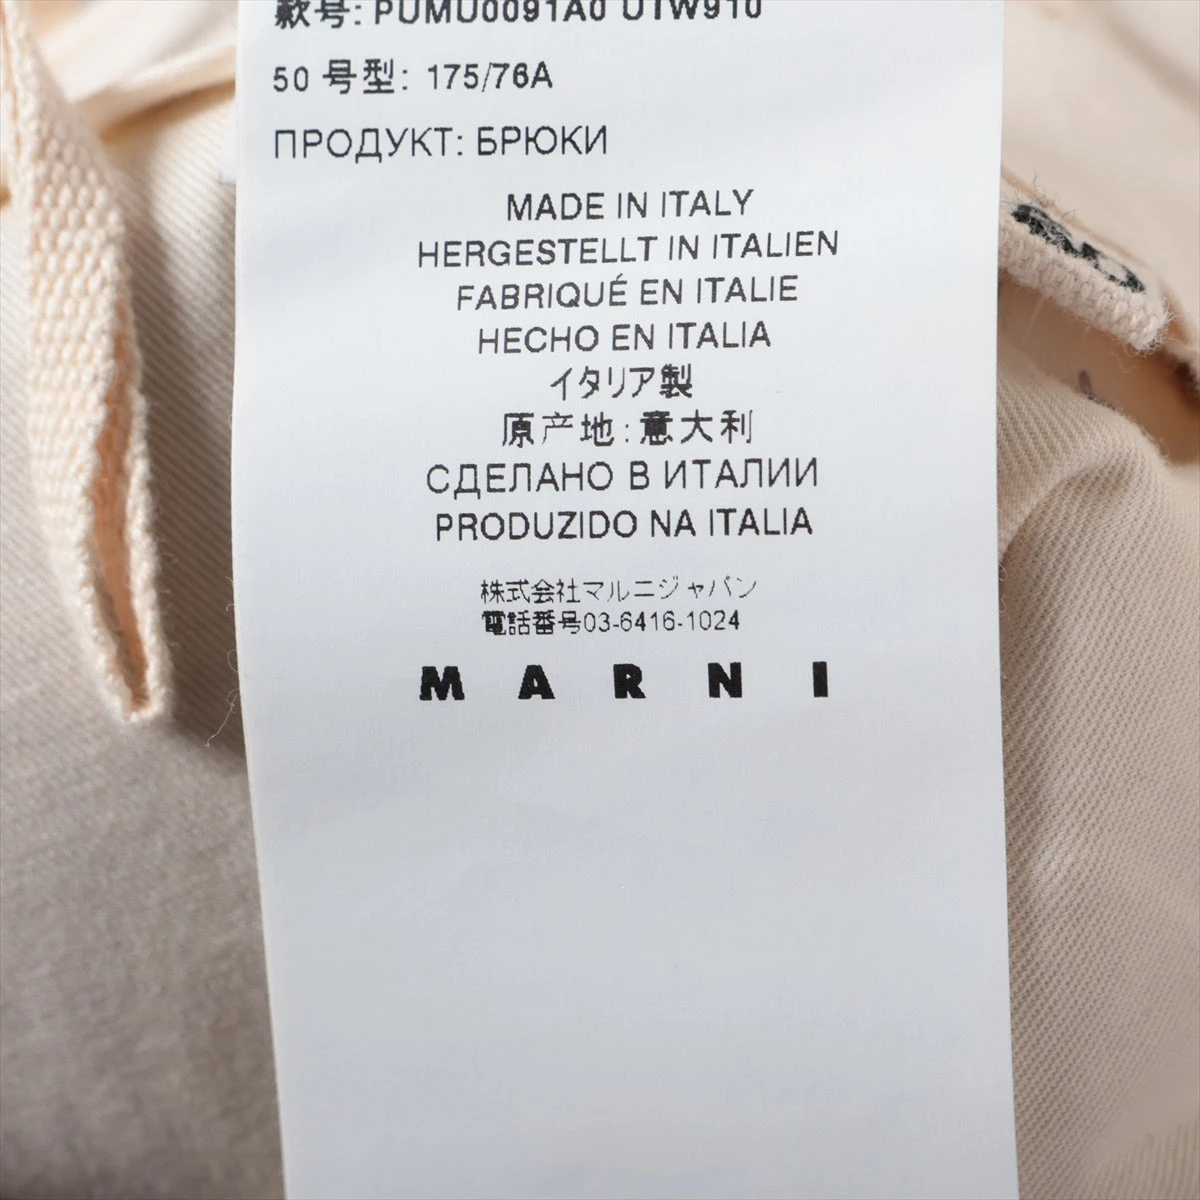 款号: PUMU0091A0 UTW910
50 号型: 175/76A
ПРОДУКТ: БРЮКИ
MADE IN ITALY
HERGESTELLT IN ITALIEN
FABRIQUÉ EN ITALIE
HECHO EN ITALIA
イタリア製
原产地:意大利
СДЕЛАНО В ИТАЛИИ
PRODUZIDO NA ITALIA
株式会社マルニジャパン
電話番号03-6416-1024
MARNI